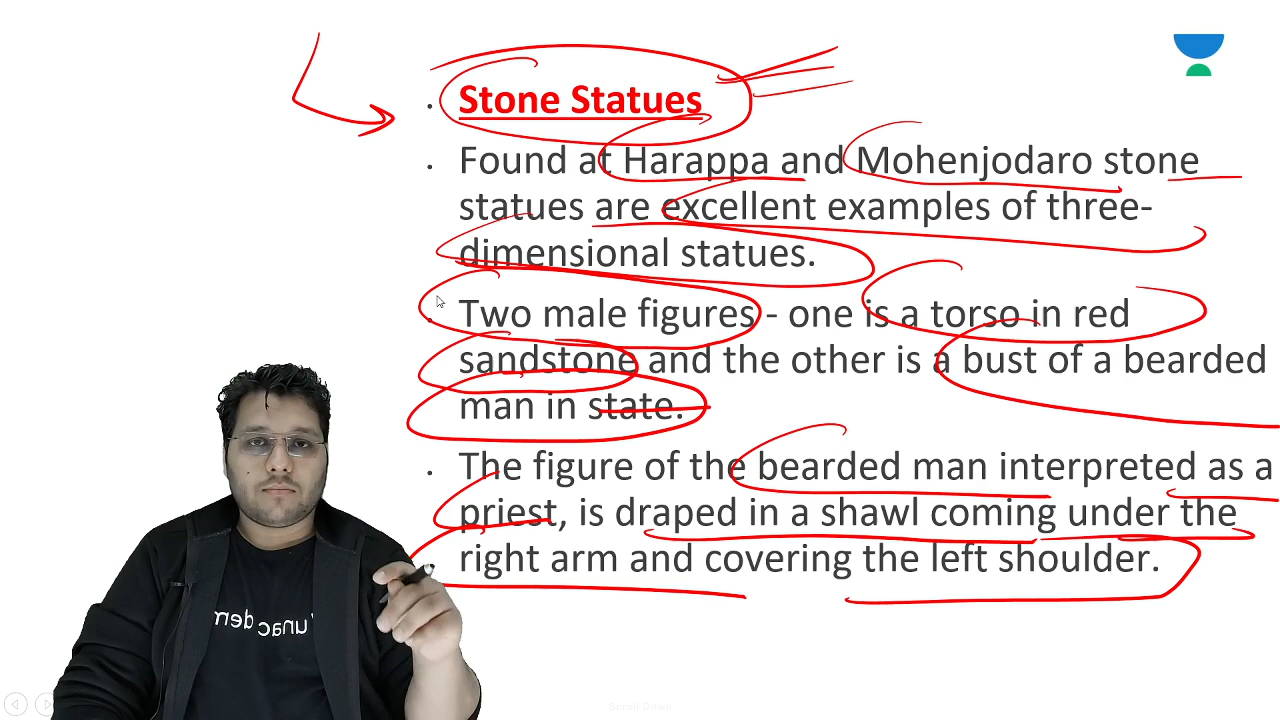 Stone Statues
Found at Harappa and Mohenjodaro stone
statues are excellent examples of three-
dimensional statues.
Two male figures - one is a torso in red
sandstone and the other is a bust of a bearded
man in state.
The figure of the bearded man interpreted as a
priest, is draped in a shawl coming under the
right arm and covering the left shoulder.
unacdem
Scroll Down